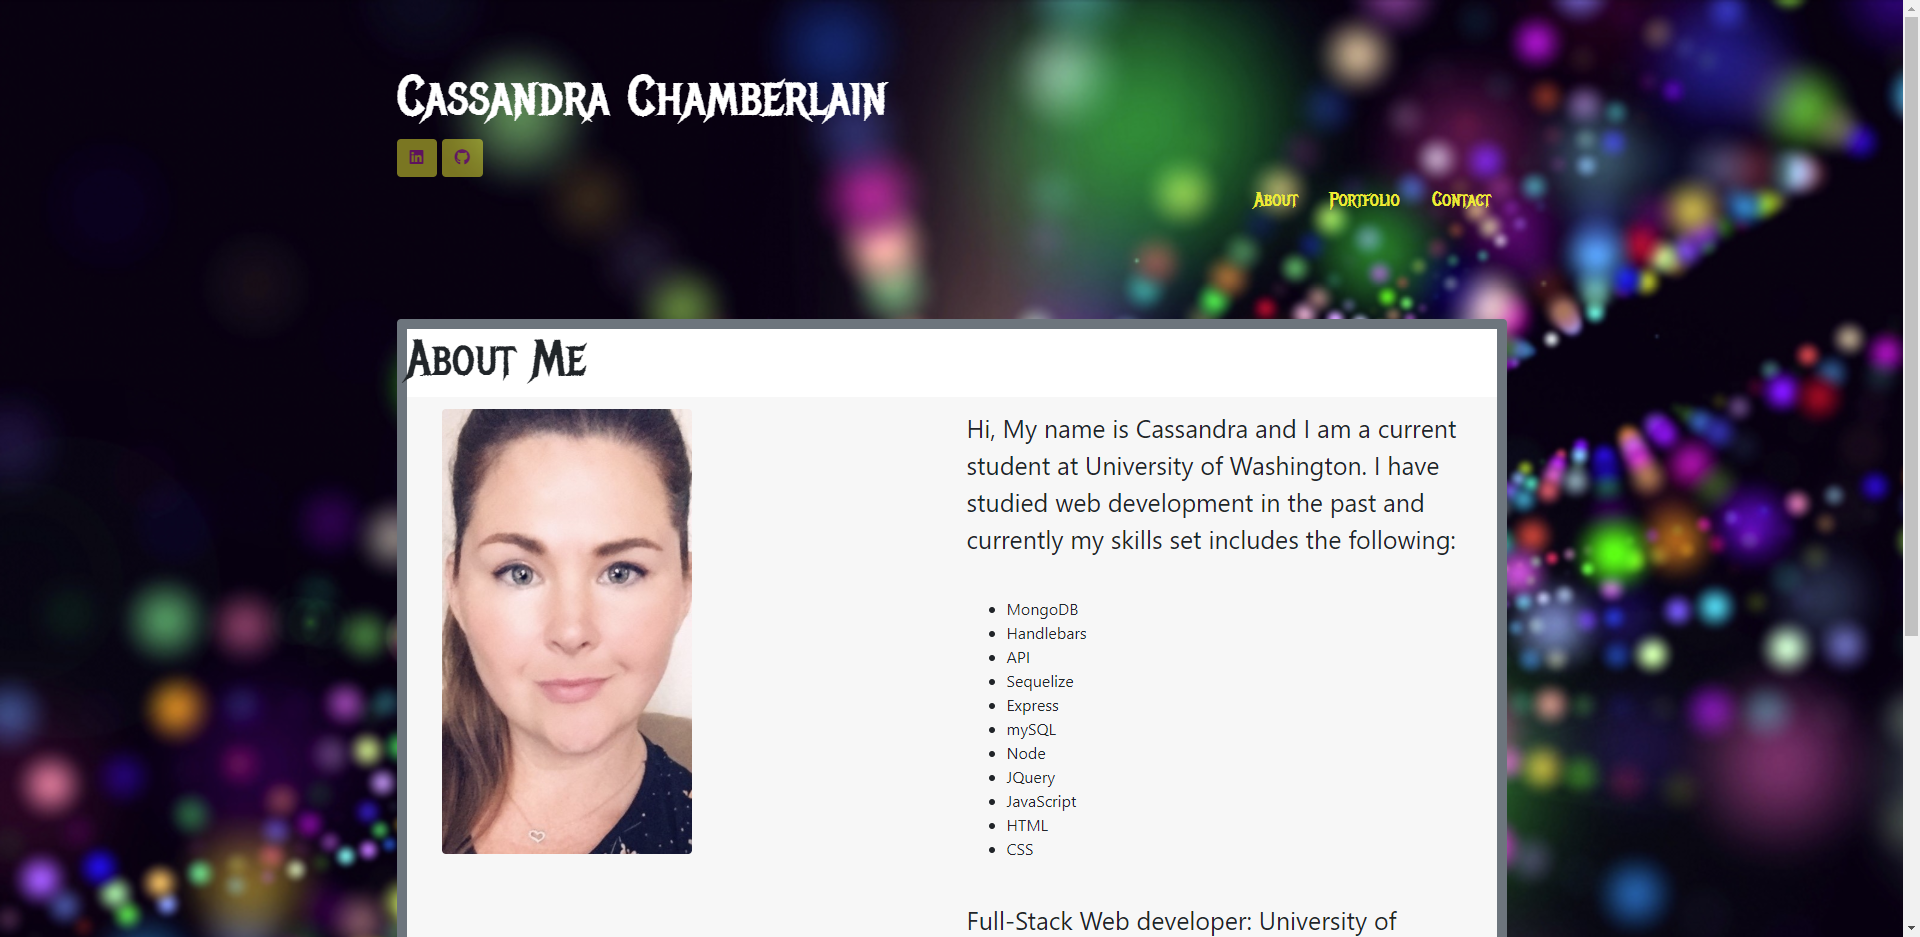 Cassandra Chamberlain
About Portfolio Contact
About Me
Hi, My name is Cassandra and I am a current
student at University of Washington. I have
studied web development in the past and
currently my skills set includes the following:
MongoDB
Handlebars
API
Sequelize
Express
mySQL
Node
JQuery
JavaScript
HTML
CSS
Full-Stack Web developer: University of